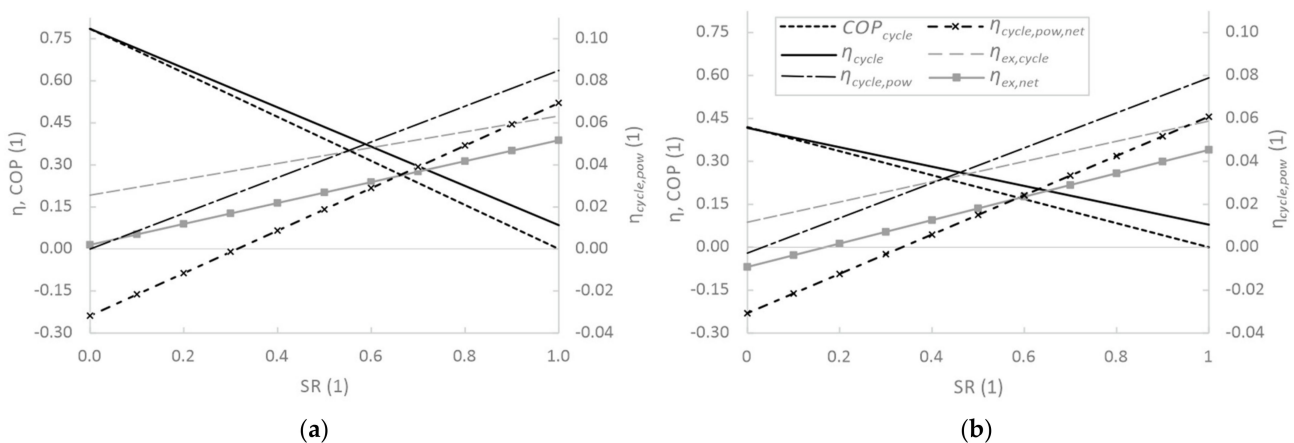 0.75
0.60
0.45
0.30
0.15
0.00
-0.15
-0.30
η, COP (1)
0.10
0.08
0.06
0.04
0.02
0.00
-0.02
-0.04
ηcycle,pow (1)
0.0 0.2 0.4 0.6 0.8 1.0
SR (1)
(a)
0.75
0.60
0.45
0.30
0.15
0.00
-0.15
-0.30
η, COP (1)
COPcycle ηcycle,pow,net
ηcycle ηex,cycle
ηcycle,pow ηex,net
0.10
0.08
0.06
0.04
0.02
0.00
-0.02
-0.04
ηcycle,pow (1)
0 0.2 0.4 0.6 0.8 1
SR (1)
(b)